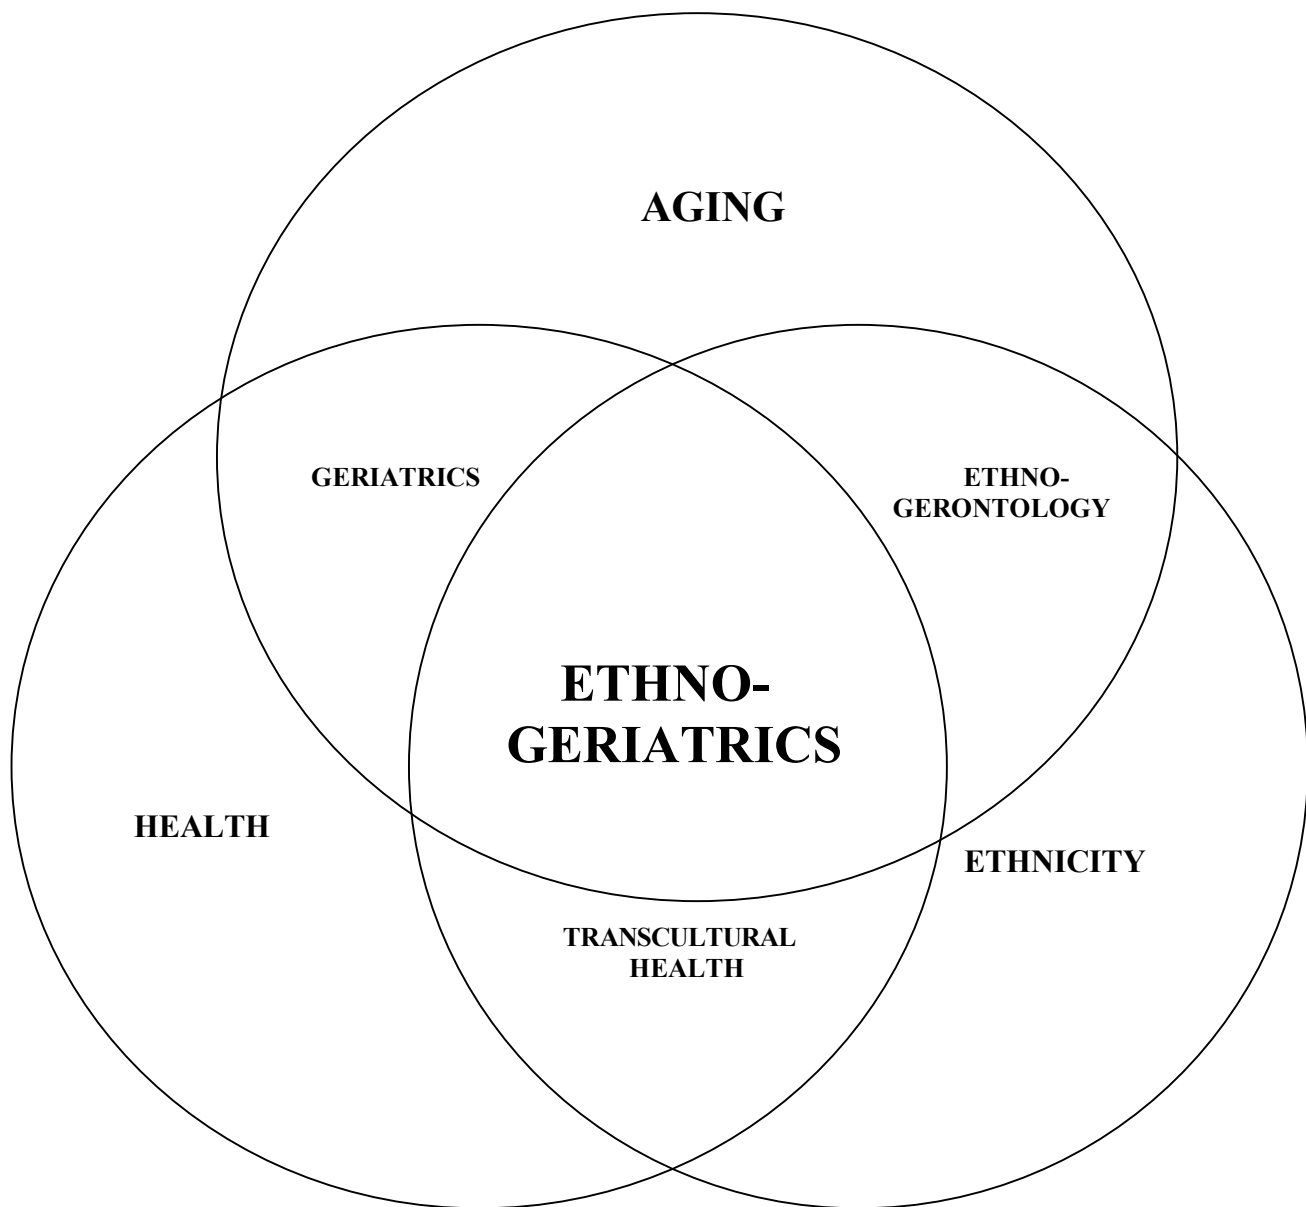 AGING
GERIATRICS
ETHNO-
GERONTOLOGY
ETHNO-
GERIATRICS
HEALTH
ETHNICITY
TRANSCULTURAL
HEALTH